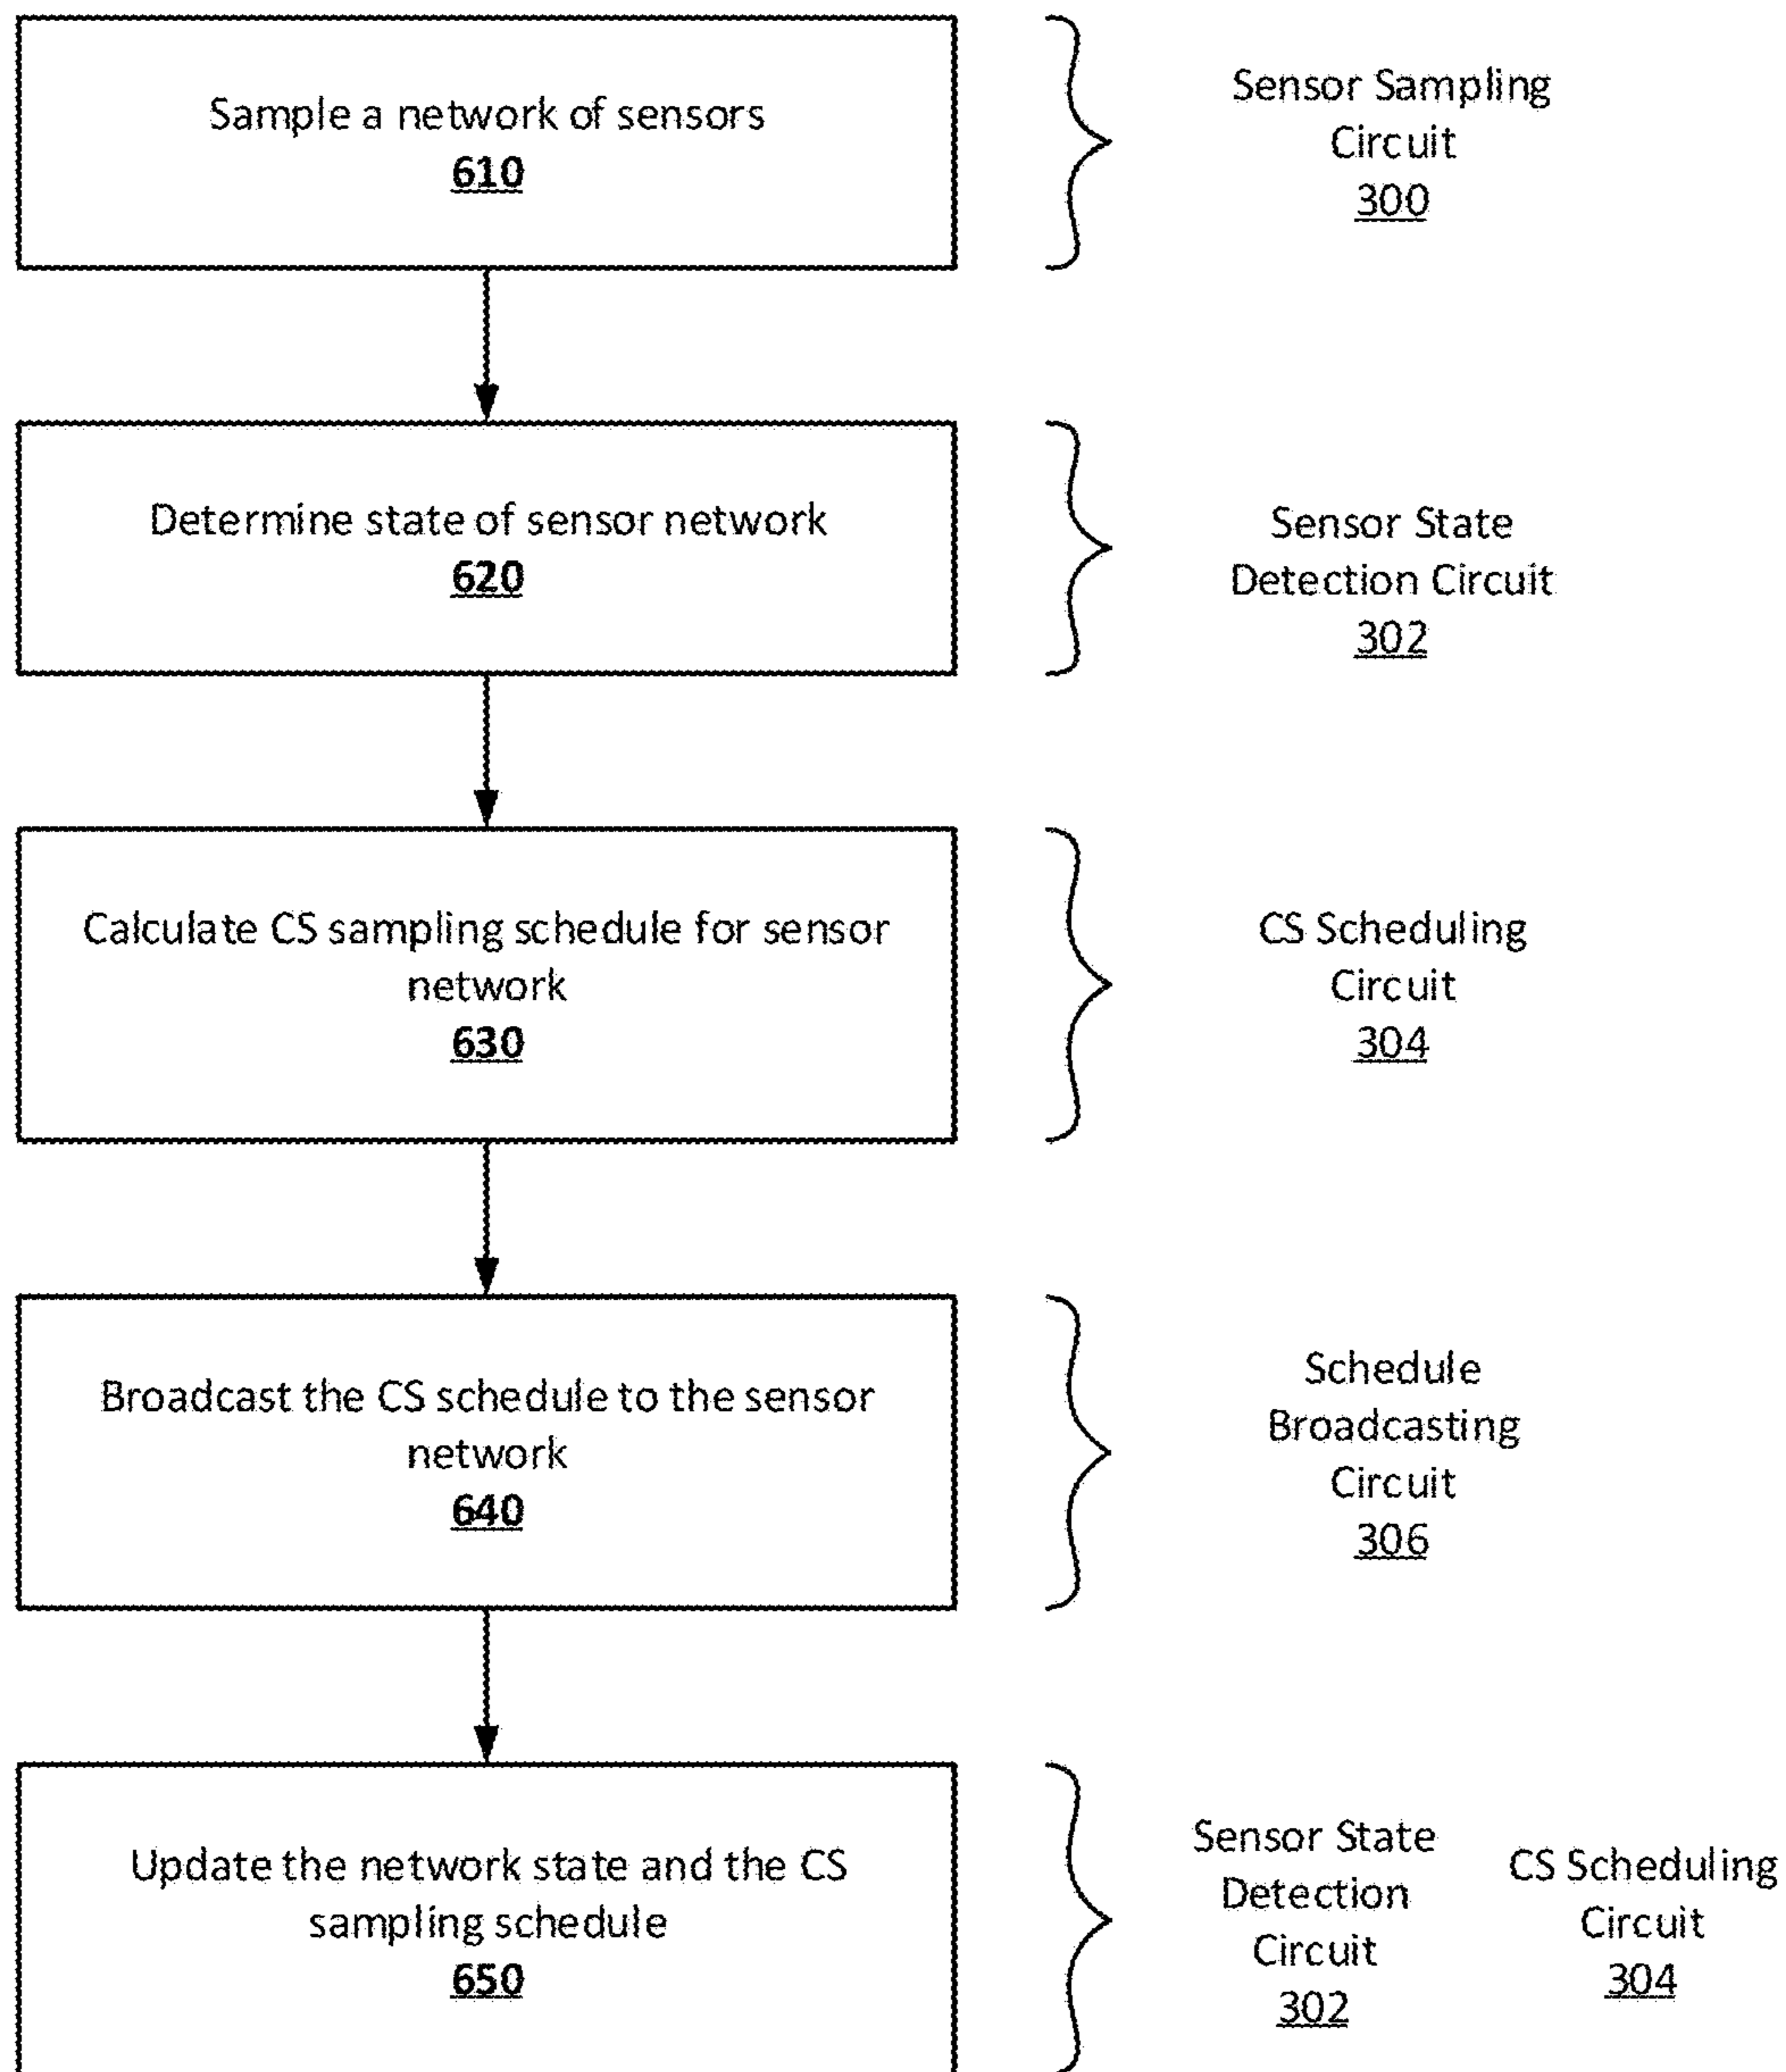 Sample a network of sensors
610
Sensor Sampling
Circuit
300
Determine state of sensor network
620
Sensor State
Detection Circuit
302
Calculate CS sampling schedule for sensor
network
630
CS Scheduling
Circuit
304
Broadcast the CS schedule to the sensor
network
640
Schedule
Broadcasting
Circuit
306
Update the network state and the CS
sampling schedule
650
Sensor State
Detection
Circuit
302
CS Scheduling
Circuit
304